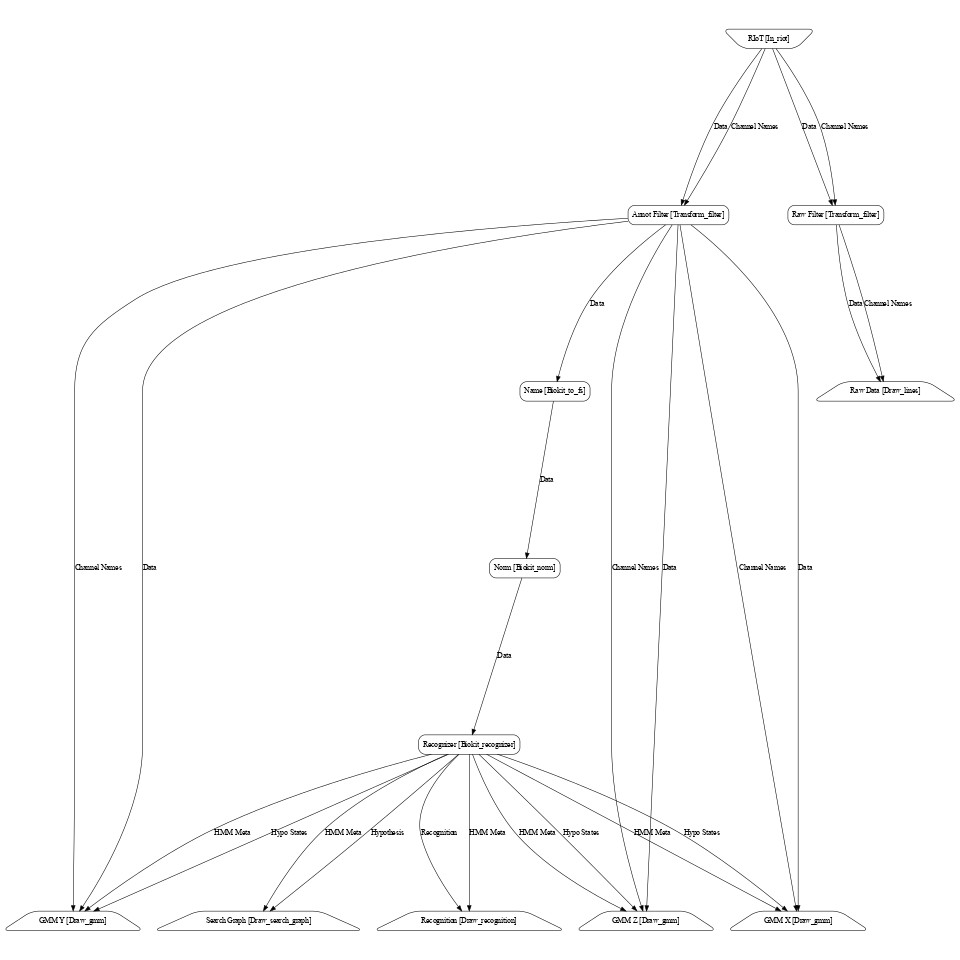 RIoT [In_riot]
Data
Channel Names
Data
Channel Names
Annot Filter [Transform_filter]
Raw Filter [Transform_filter]
Data
Data
Channel Names
Name [Biokit_to_fs]
Raw Data [Draw_lines]
Data
Norm [Biokit_norm]
Channel Names
Data
Channel Names
Data
Channel Names
Data
Data
Recognizer [Biokit_recognizer]
HMM Meta
Hypo States
HMM Meta
Hypothesis
Recognition
HMM Meta
HMM Meta
Hypo States
HMM Meta
Hypo States
GMM Y [Draw_gmm]
Search Graph [Draw_search_graph]
Recognition [Draw_recognition]
GMM Z [Draw_gmm]
GMM X [Draw_gmm]